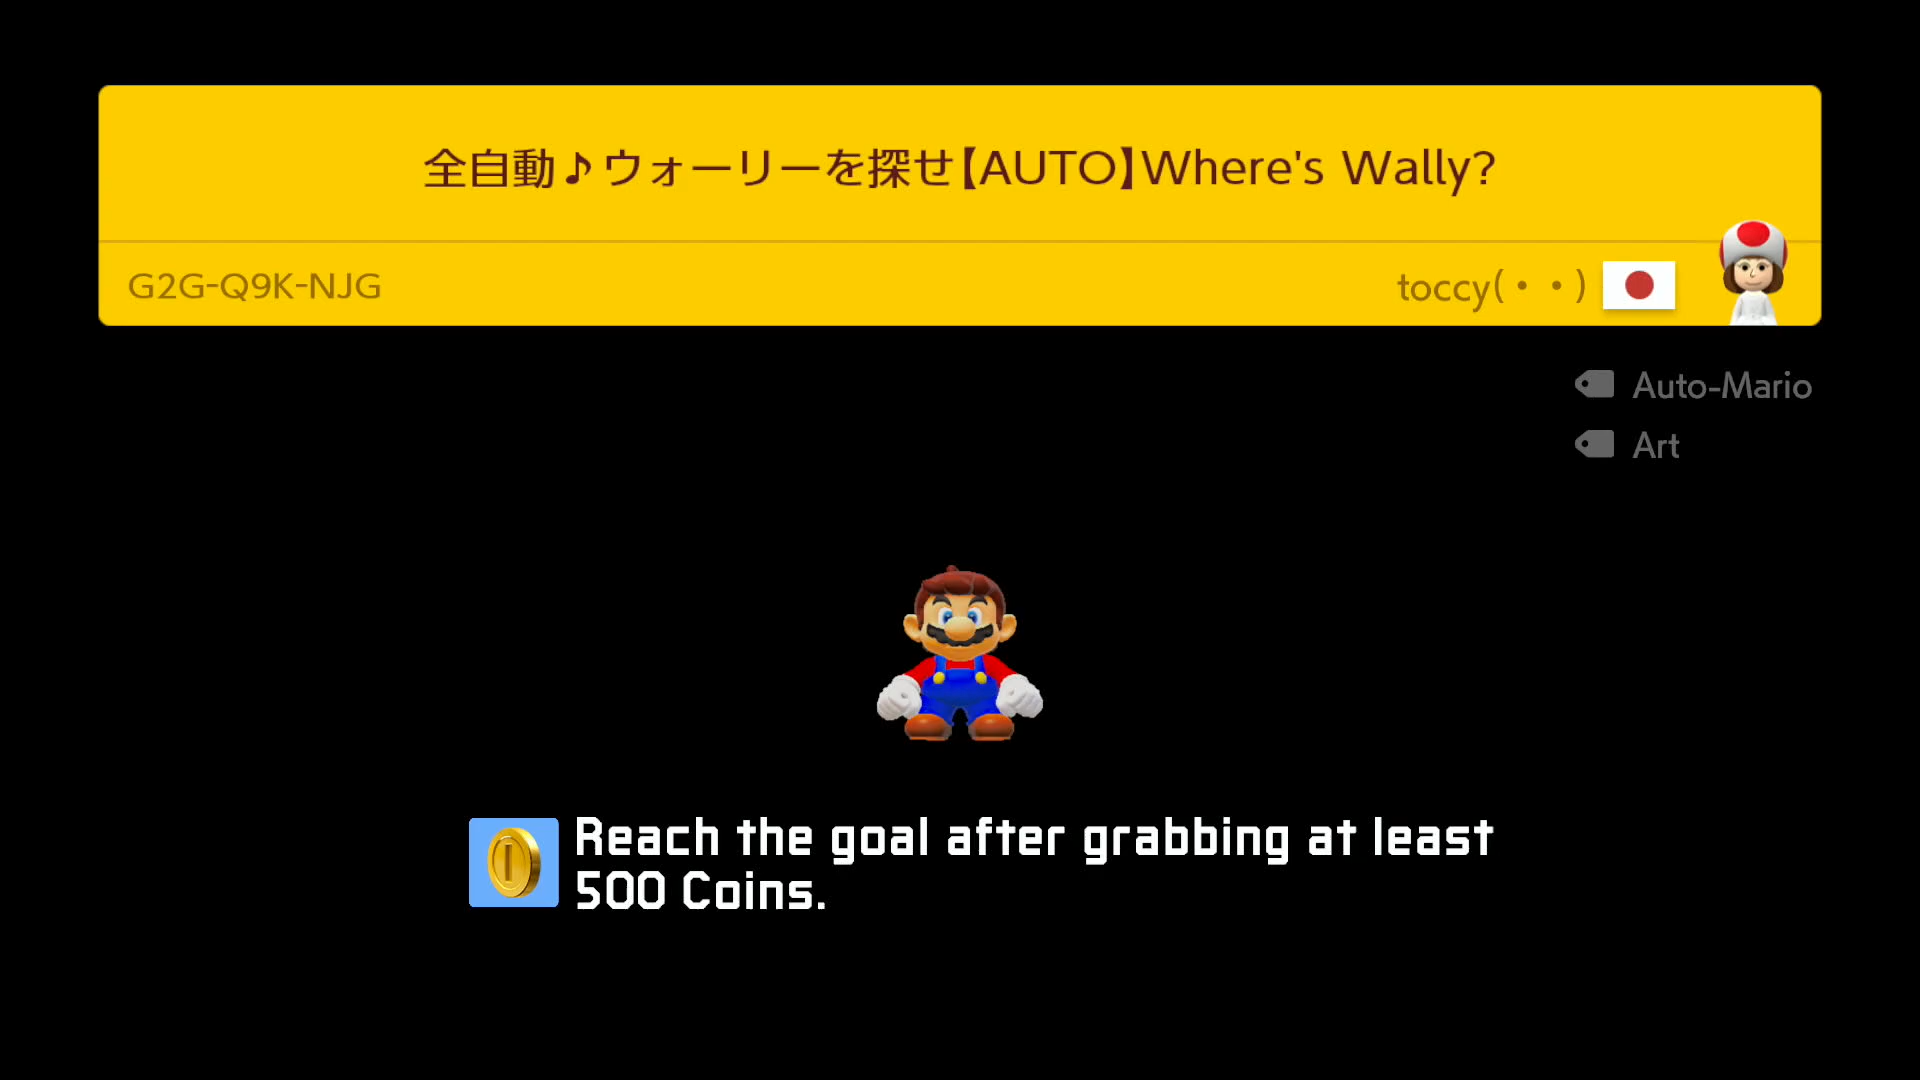 全自動♪ウォーリーを探せ【AUTO】Where's Wally?
G2G-Q9K-NJG
toccy(・・)
Auto-Mario
Art
Reach the goal after grabbing at least
500 Coins.